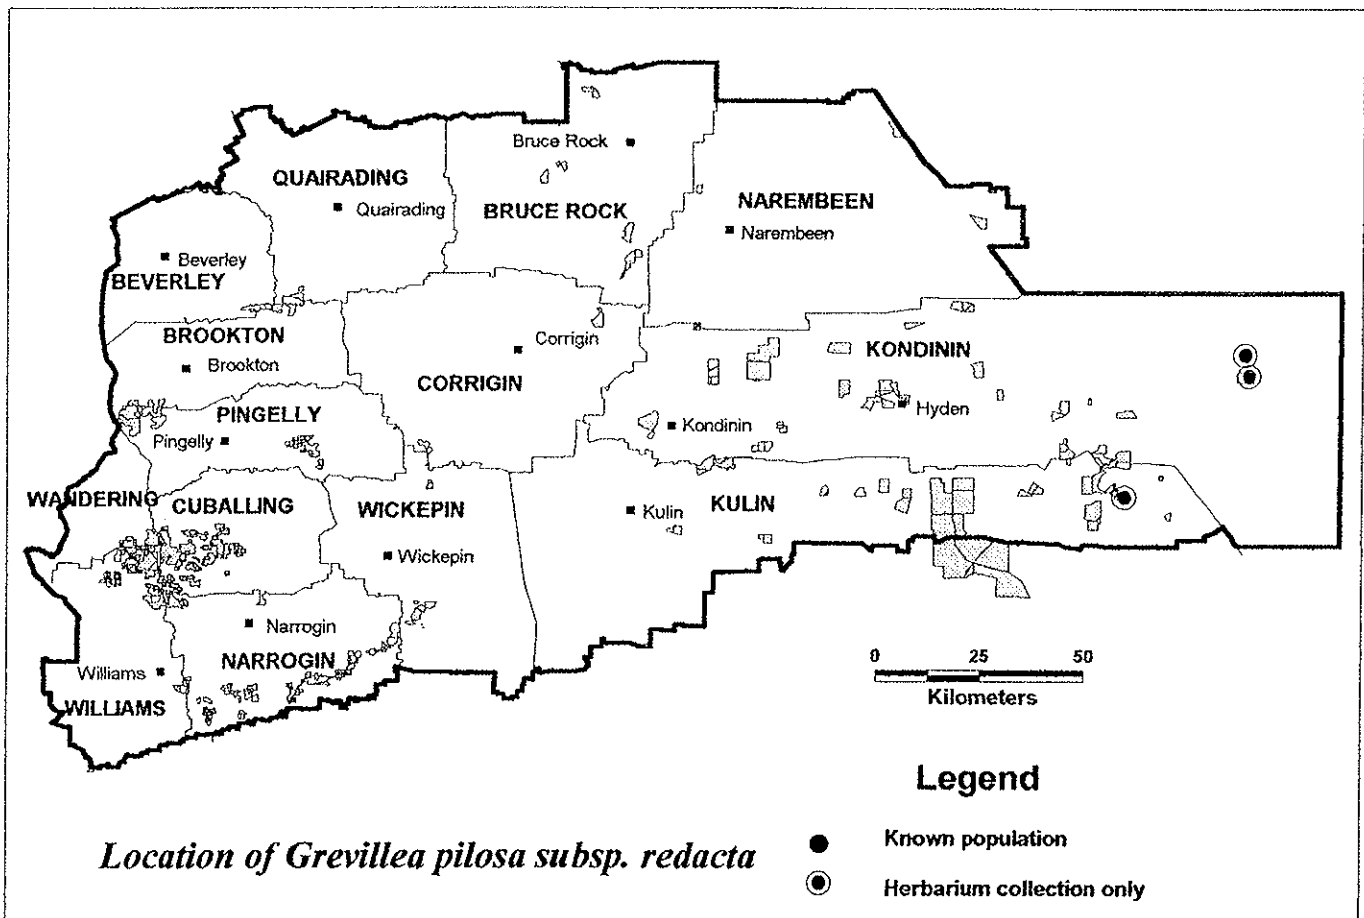 Bruce Rock
QUAIRADING
Quairading
BRUCE ROCK
NAREMBEEN
Narembeen
Beverley
BEVERLEY
BROOKTON
Brookton
Corrigin
CORRIGIN
KONDININ
Hyden
PINGELLY
Pingelly
Kondinin
WANDERING
CUBALLING
WICKEPIN
Kulin
KULIN
Wickepin
Narrogin
NARROGIN
Williams
WILLIAMS
0 25 50
Kilometers
Legend
Known population
Herbarium collection only
Location of Grevillea pilosa subsp. redacta